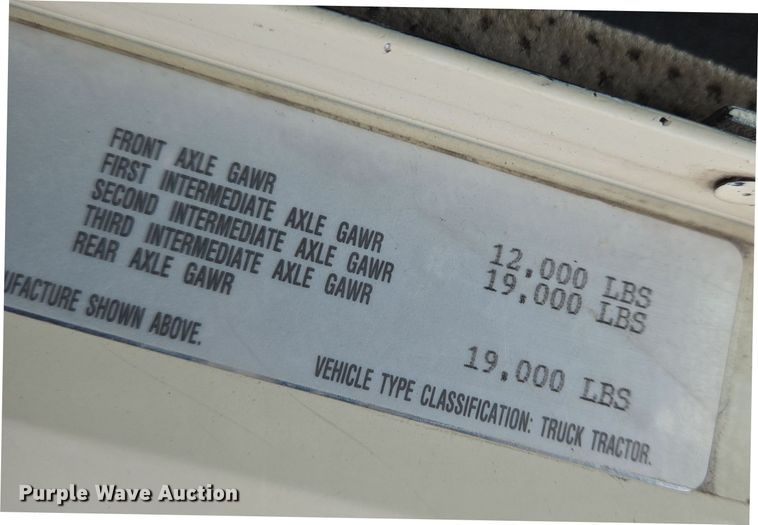 FRONT AXLE GAWR 12,000 LBS
FIRST INTERMEDIATE AXLE GAWR 19,000 LBS
SECOND INTERMEDIATE AXLE GAWR
THIRD INTERMEDIATE AXLE GAWR
REAR AXLE GAWR 19,000 LBS
UFACTURE SHOWN ABOVE.
VEHICLE TYPE CLASSIFICATION: TRUCK TRACTOR.
Purple Wave Auction